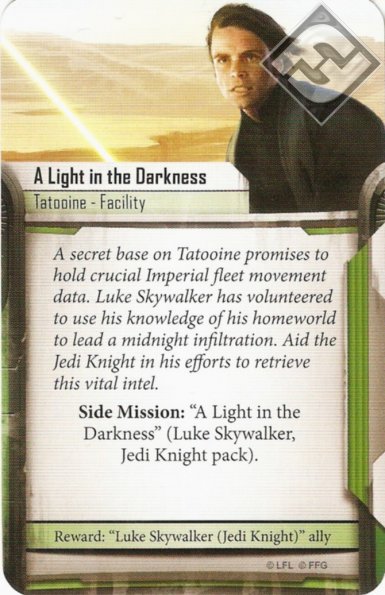 A Light in the Darkness
Tatooine - Facility
A secret base on Tatooine promises to
hold crucial Imperial fleet movement
data. Luke Skywalker has volunteered
to use his knowledge of his homeworld
to lead a midnight infiltration. Aid the
Jedi Knight in his efforts to retrieve
this vital intel.
Side Mission: “A Light in the
Darkness” (Luke Skywalker,
Jedi Knight pack).
Reward: “Luke Skywalker (Jedi Knight)” ally
© LFL © FFG